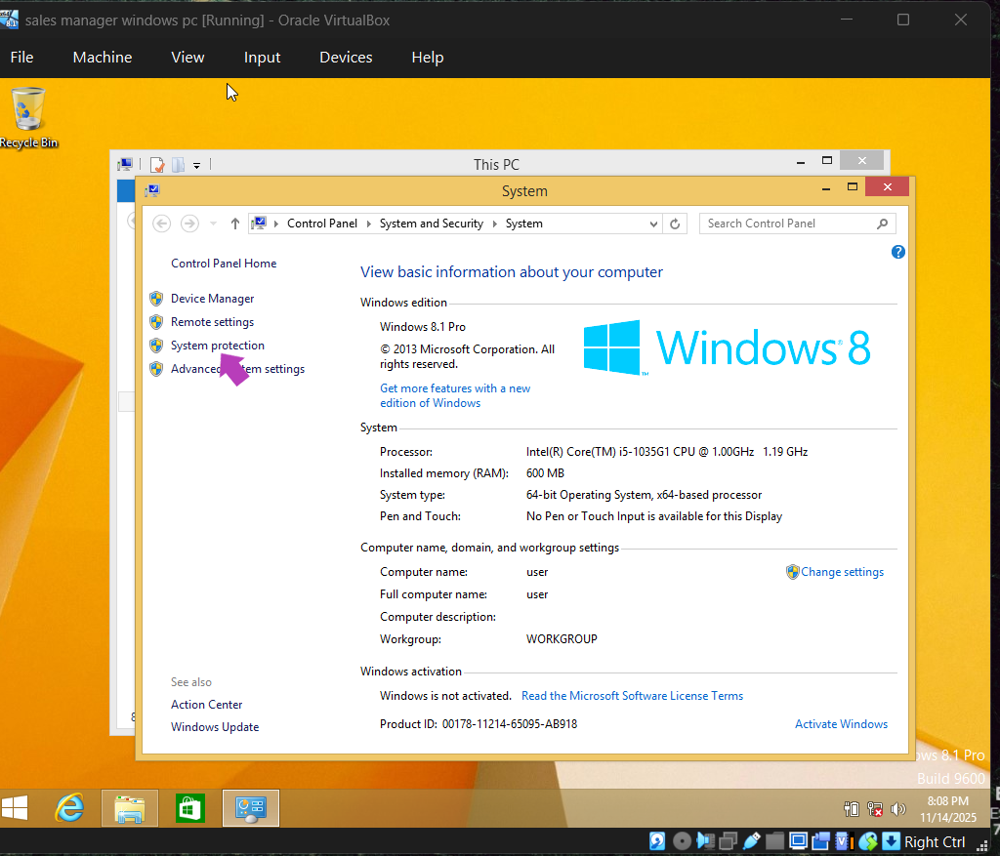 sales manager windows pc [Running] - Oracle VirtualBox
File Machine View Input Devices Help
Recycle Bin
This PC
System
Control Panel System and Security System
Search Control Panel
Control Panel Home
Device Manager
Remote settings
System protection
View basic information about your computer
Windows edition
Windows 8.1 Pro
© 2013 Microsoft Corporation. All
rights reserved.
Get more features with a new
edition of Windows
Windows 8
System
Processor: Intel(R) Core(TM) i5-1035G1 CPU @ 1.00GHz 1.19 GHz
Installed memory (RAM): 600 MB
System type: 64-bit Operating System, x64-based processor
Pen and Touch: No Pen or Touch Input is available for this Display
Computer name, domain, and workgroup settings
Computer name: user
Change settings
Full computer name: user
Computer description:
Workgroup: WORKGROUP
Windows activation
Windows is not activated. Read the Microsoft Software License Terms
Product ID: 00178-11214-65095-AB918
Activate Windows
Advanced settings
See also
Action Center
Windows Update
8.1 Pro
Build 9600
8:08 PM
11/14/2025
Right Ctrl